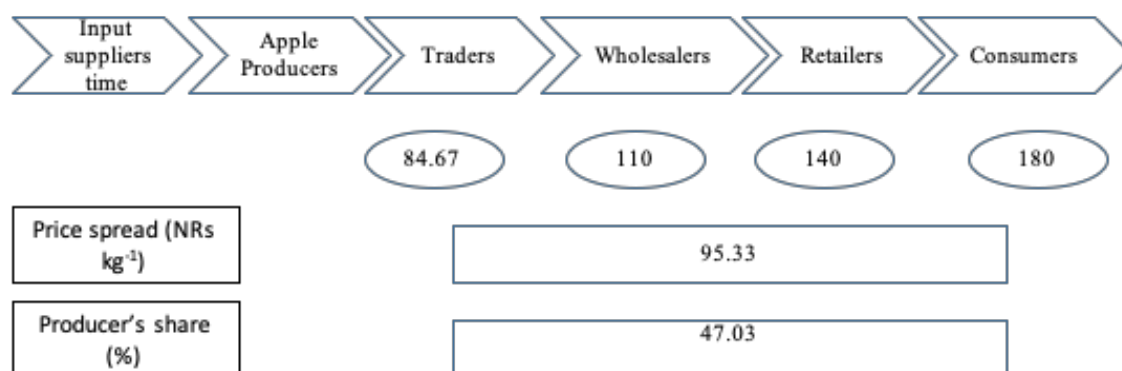 Input
suppliers
time
Apple
Producers
Traders
Wholesalers
Retailers
Consumers
84.67
110
140
180
Price spread (NRs
kg-1)
95.33
Producer’s share
(%)
47.03